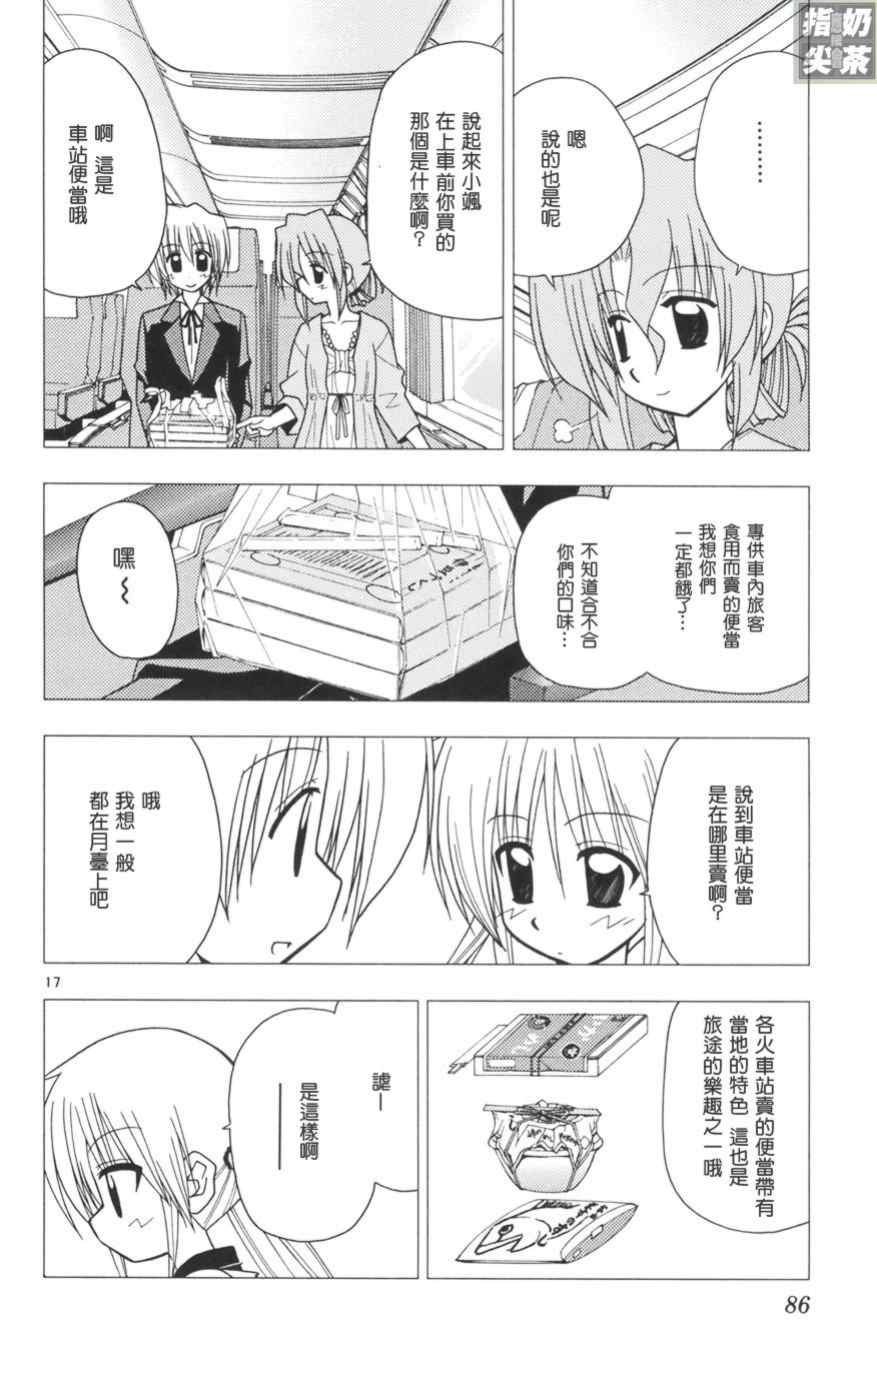 指奶
尖茶
………
嗯
說的也是呢
說起來小颯
在上車前你買的
那個是什麼啊？
啊 這是
車站便當哦
專供車內旅客
食用而賣的便當
我想你們
一定都餓了…
不知道合不合
你們的口味…
嘿～
說到車站便當
是在哪里賣啊？
哦
我想一般
都在月臺上吧
17
各火車站賣的便當帶有
當地的特色 這也是
旅途的樂趣之一哦
謔—
是這樣啊
——
86